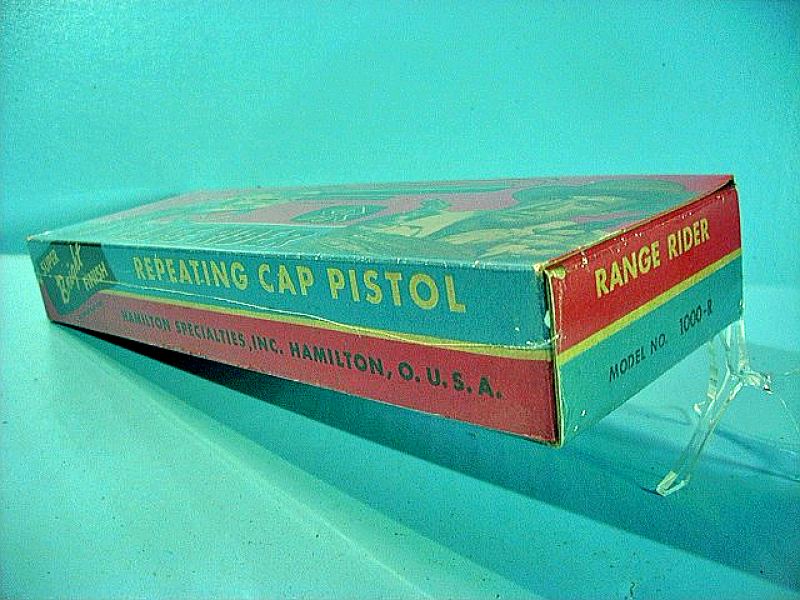 SUPER
Bright
FINISH
REPEATING CAP PISTOL
HAMILTON SPECIALTIES, INC. HAMILTON, O. U. S. A.
RANGE RIDER
MODEL NO. 1000-R